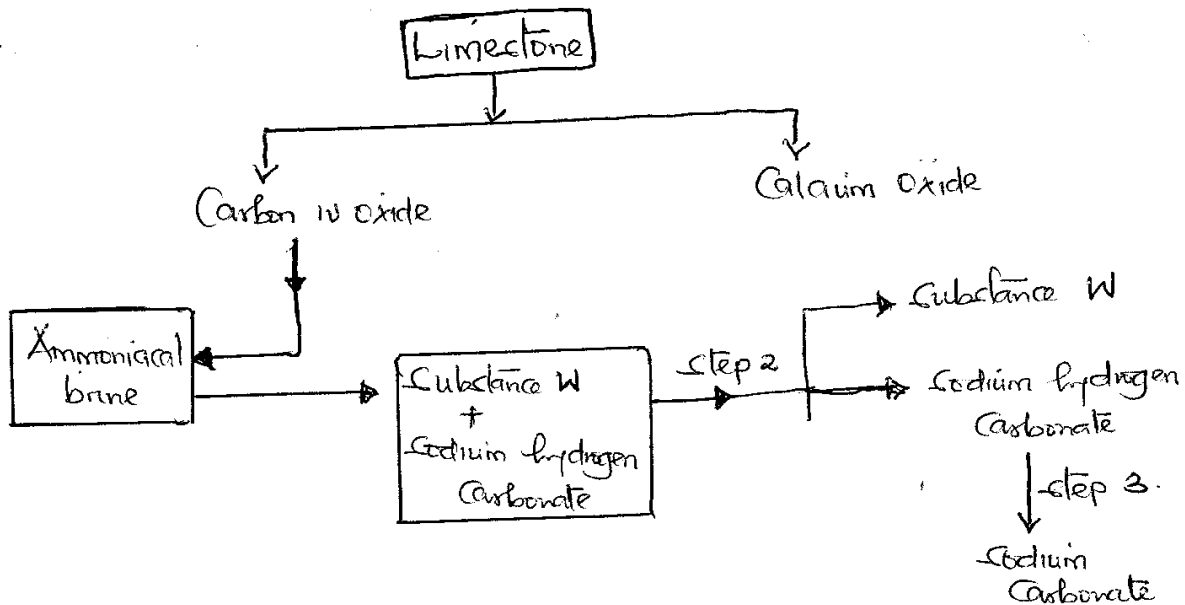 Limestone
Carbon iv oxide
Calcium oxide
Ammoniacal
brine
Substance W
+
Sodium hydrogen
Carbonate
Step 2
Substance W
Sodium hydrogen
Carbonate
Step 3.
Sodium
Carbonate